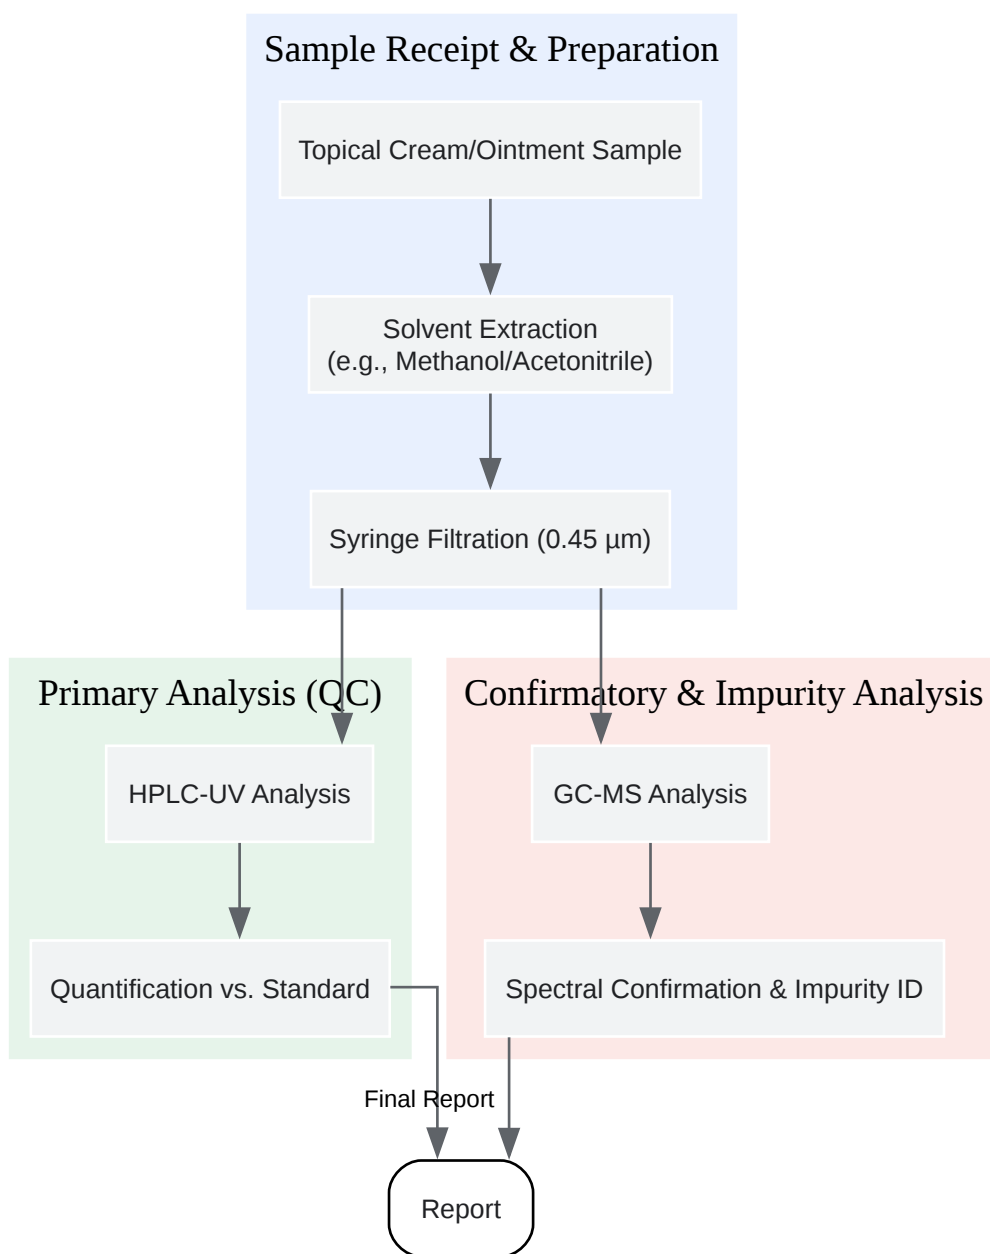 Sample Receipt & Preparation
Topical Cream/Ointment Sample
Solvent Extraction
(e.g., Methanol/Acetonitrile)
Syringe Filtration (0.45 µm)
Primary Analysis (QC)
HPLC-UV Analysis
Quantification vs. Standard
Confirmatory & Impurity Analysis
GC-MS Analysis
Spectral Confirmation & Impurity ID
Final Report
Report